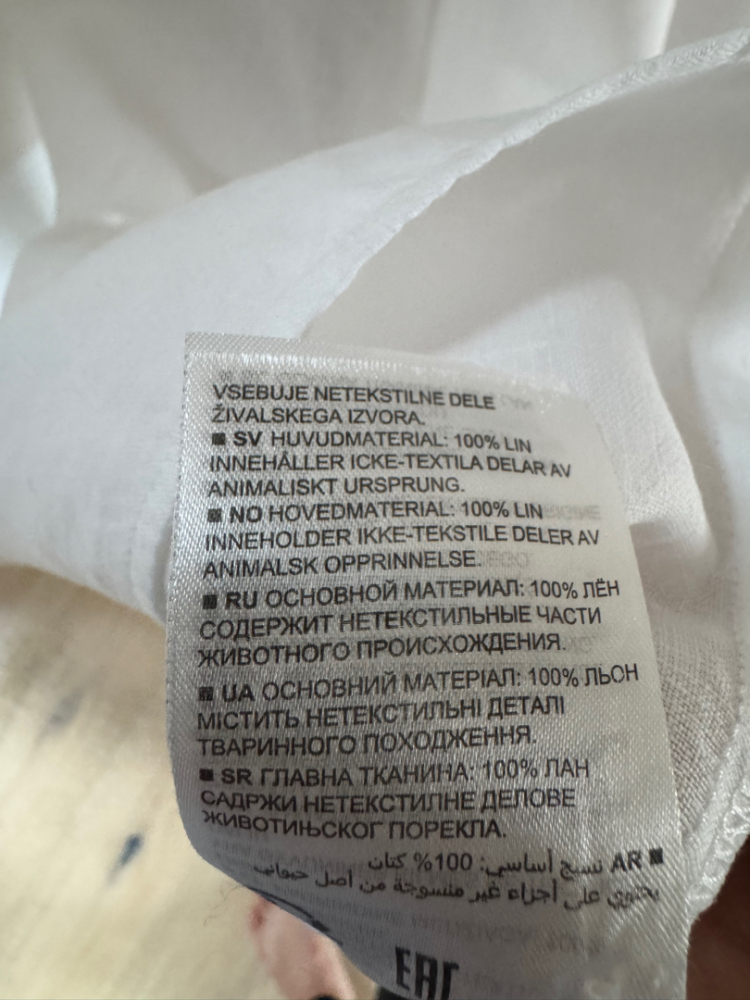 VSEBUJE NETEKSTILNE DELE
ŽIVALSKEGA IZVORA.
■ SV HUVUDMATERIAL: 100% LIN
INNEHÅLLER ICKE-TEXTILA DELAR AV
ANIMALISKT URSPRUNG.
■ NO HOVEDMATERIAL: 100% LIN
INNEHOLDER IKKE-TEKSTILE DELER AV
ANIMALSK OPPRINNELSE.
■ RU ОСНОВНОЙ МАТЕРИАЛ: 100% ЛЁН
СОДЕРЖИТ НЕТЕКСТИЛЬНЫЕ ЧАСТИ
ЖИВОТНОГО ПРОИСХОЖДЕНИЯ.
■ UA ОСНОВНИЙ МАТЕРІАЛ: 100% ЛЬОН
МІСТИТЬ НЕТЕКСТИЛЬНІ ДЕТАЛІ
ТВАРИННОГО ПОХОДЖЕННЯ.
■ SR ГЛАВНА ТКАНИНА: 100% ЛАН
САДРЖИ НЕТЕКСТИЛНЕ ДЕЛОВЕ
ЖИВОТИЊСКОГ ПОРЕКЛА.
■ AR نسيج أساسي: 100% كتان
يحتوي على أجزاء غير منسوجة من اصل حيواني
EAC